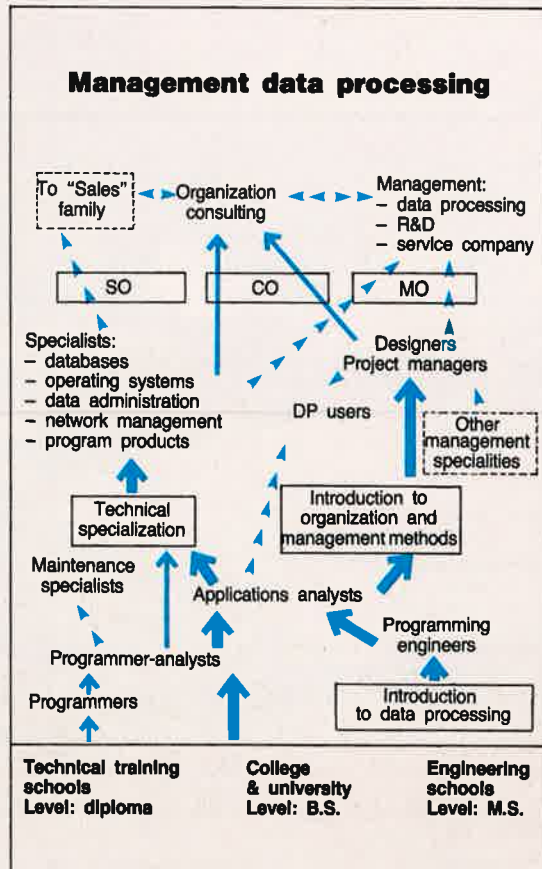 Management data processing
To "Sales"
family
Organization
consulting
Management:
– data processing
– R&D
– service company
SO
CO
MO
Specialists:
– databases
– operating systems
– data administration
– network management
– program products
Designers
Project managers
DP users
Other
management
specialities
Technical
specialization
Introduction to
organization and
management methods
Maintenance
specialists
Applications analysts
Programming
engineers
Programmer-analysts
Programmers
Introduction
to data processing
Technical training
schools
Level: diploma
College
& university
Level: B.S.
Engineering
schools
Level: M.S.